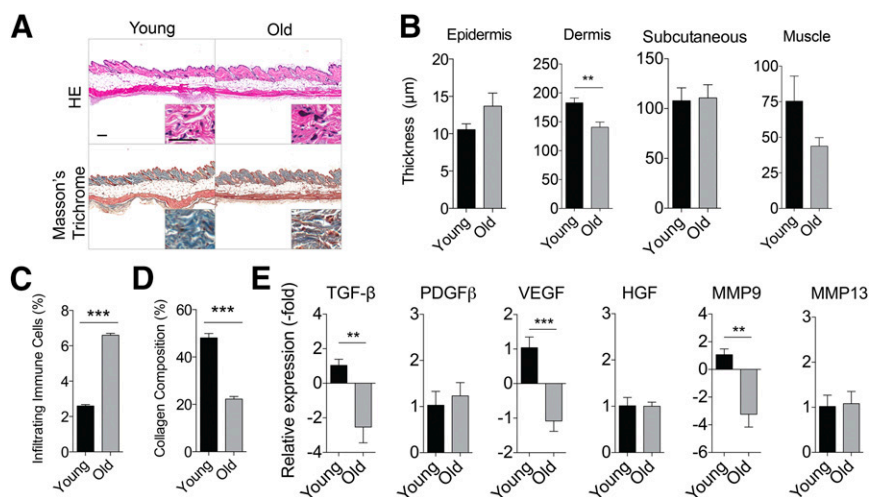 A
Young Old
HE
Masson's
Trichrome
B
Epidermis Dermis Subcutaneous Muscle
Thickness (μm)
20
15
10
5
0
Young Old
**
250
200
150
100
50
0
Young Old
150
100
50
0
Young Old
100
75
50
25
0
Young Old
C
Infiltrating Immune Cells (%)
***
8
6
4
2
0
Young Old
D
Collagen Composition (%)
***
60
40
20
0
Young Old
E
TGF-β PDGFβ VEGF HGF MMP9 MMP13
Relative expression (-fold)
**
4
2
0
-2
-4
Young Old
3
2
1
0
Young Old
***
2
1
0
-1
-2
Young Old
3
2
1
0
Young Old
**
4
2
0
-2
-4
-6
Young Old
3
2
1
0
Young Old